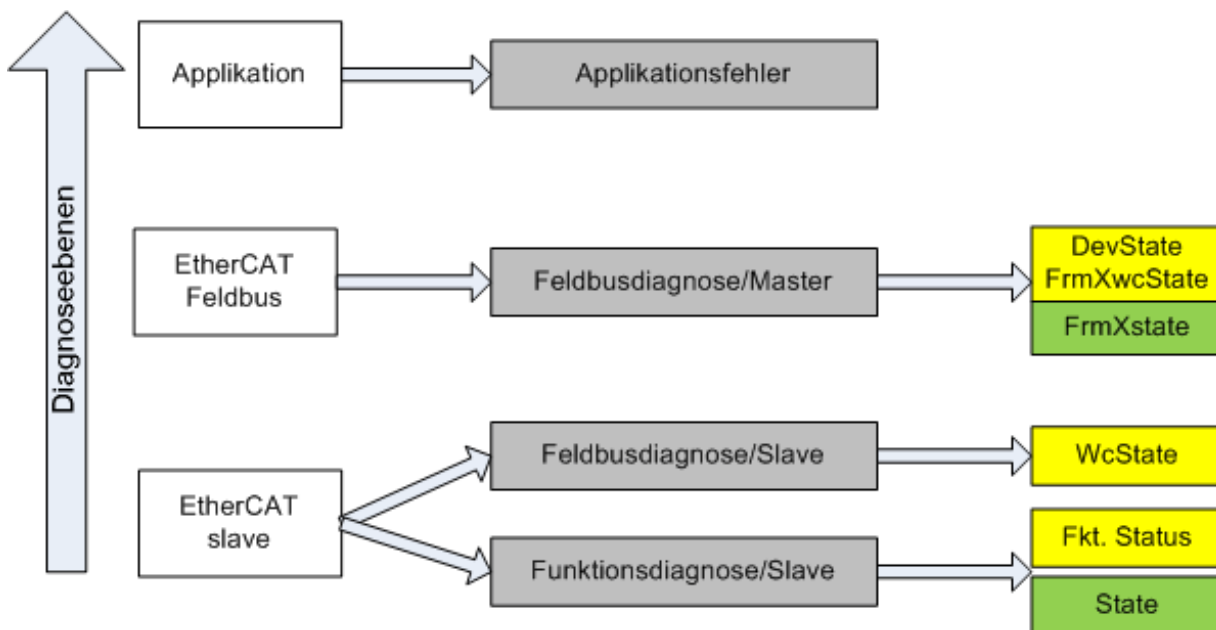 Diagnoseebenen
Applikation
Applikationsfehler
EtherCAT
Feldbus
Feldbusdiagnose/Master
DevState
FrmXwcState
FrmXstate
EtherCAT
slave
Feldbusdiagnose/Slave
WcState
Funktionsdiagnose/Slave
Fkt. Status
State